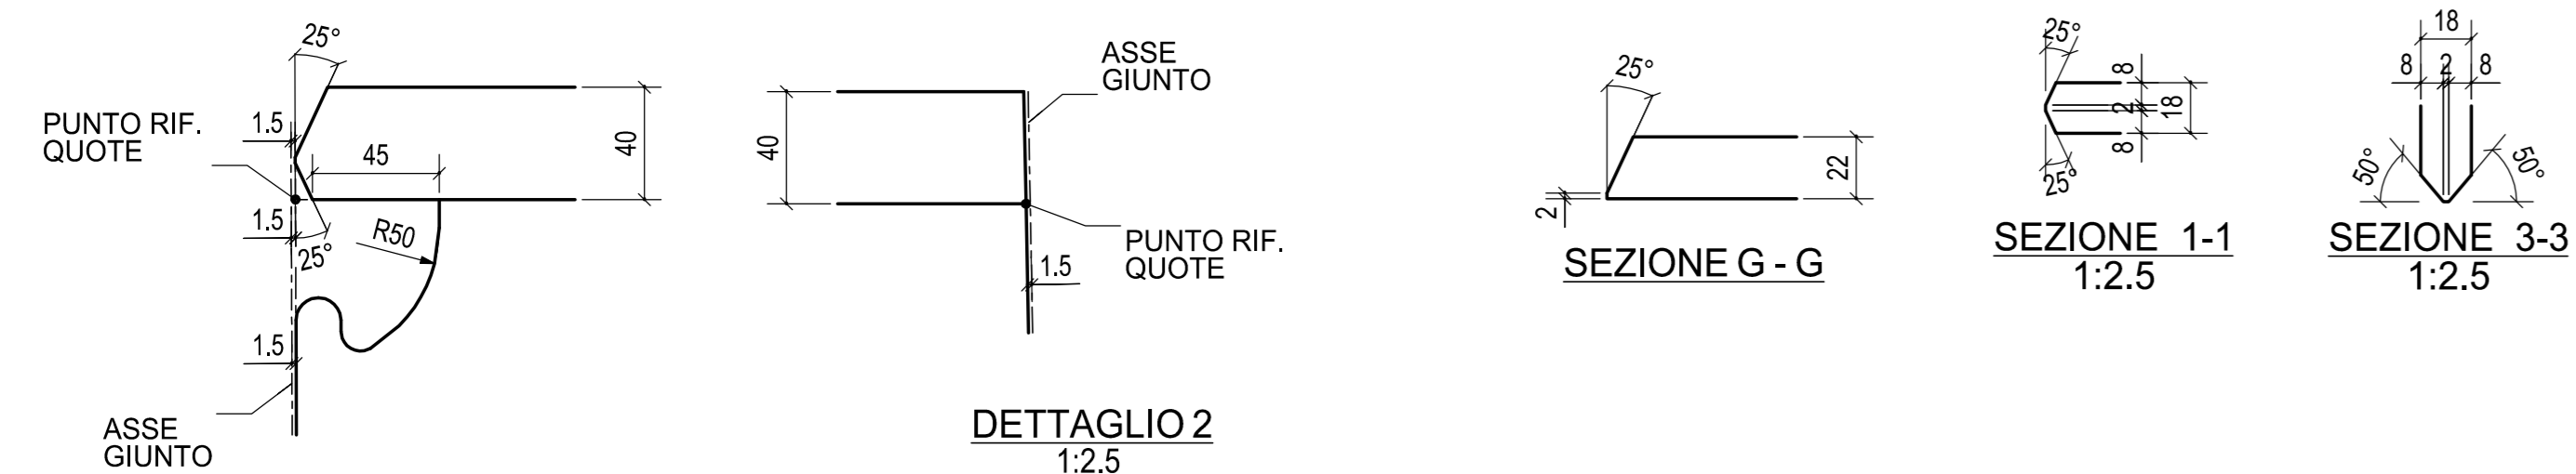 25°
PUNTO RIF.
QUOTE
1.5
45
40
1.5
25°
R50
1.5
ASSE
GIUNTO
ASSE
GIUNTO
40
PUNTO RIF.
QUOTE
1.5
DETTAGLIO 2
1:2.5
25°
22
2
SEZIONE G - G
25°
8
2
18
8
25°
SEZIONE 1-1
1:2.5
18
8
2
8
50°
50°
SEZIONE 3-3
1:2.5